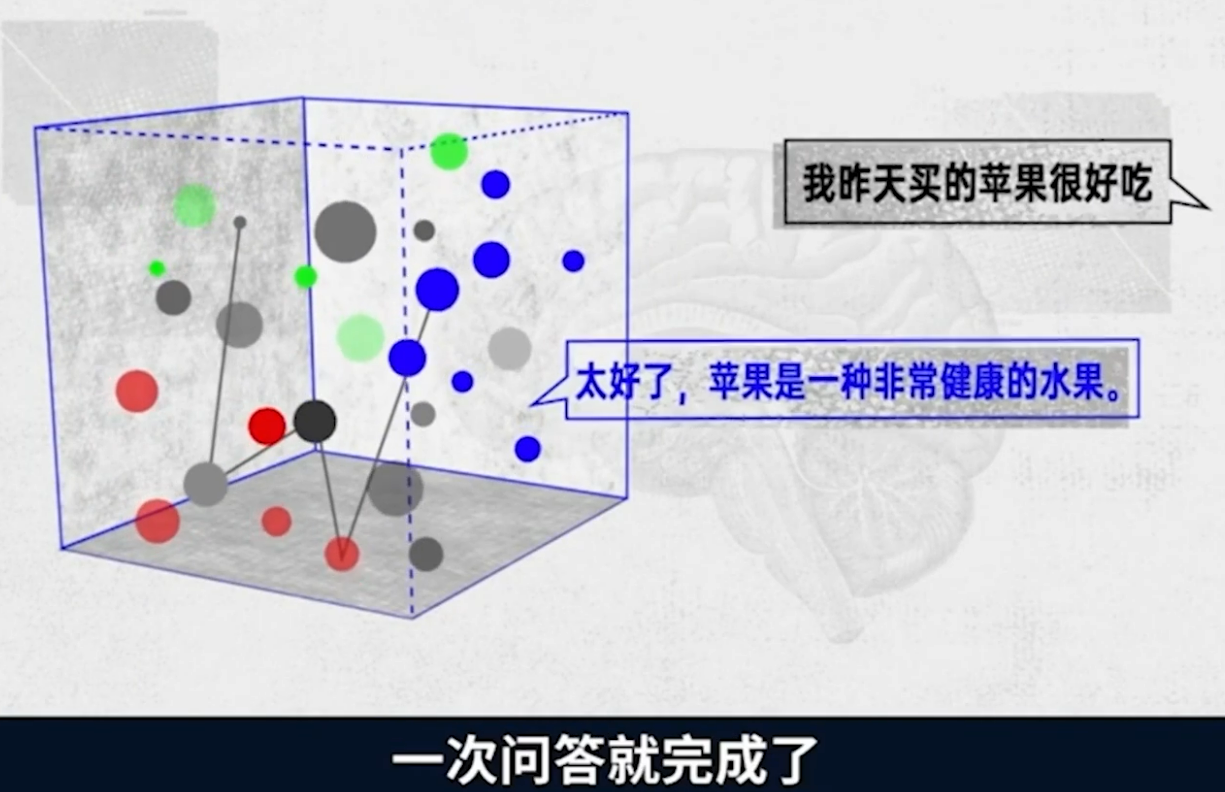 我昨天买的苹果很好吃
太好了，苹果是一种非常健康的水果。
一次问答就完成了